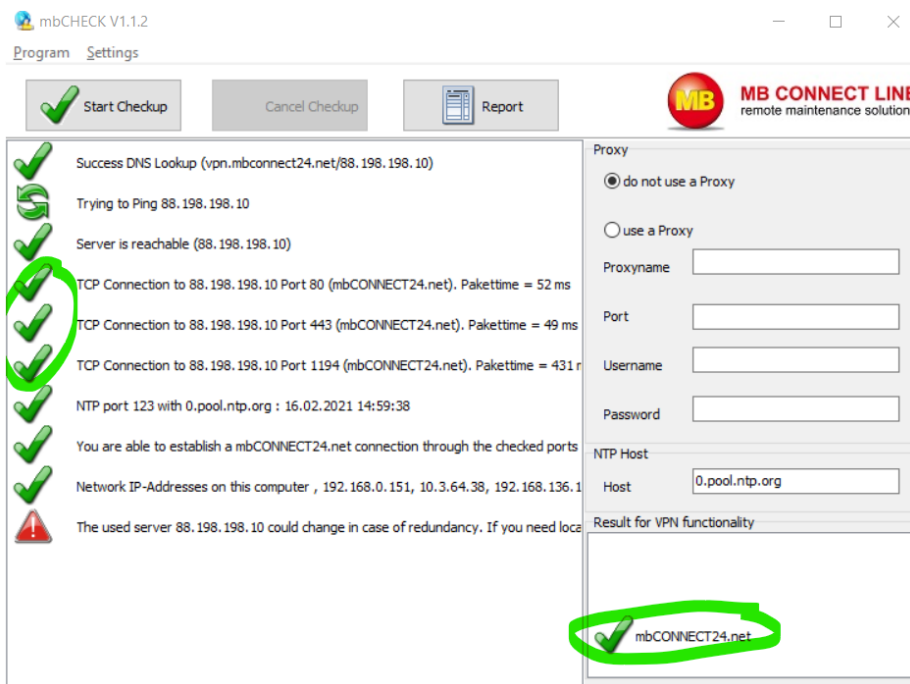 mbCHECK V1.1.2
Program Settings
Start Checkup
Cancel Checkup
Report
MB
MB CONNECT LINE
remote maintenance solution
Success DNS Lookup (vpn.mbconnect24.net/88.198.198.10)
Trying to Ping 88.198.198.10
Server is reachable (88.198.198.10)
TCP Connection to 88.198.198.10 Port 80 (mbCONNECT24.net). Pakettime = 52 ms
TCP Connection to 88.198.198.10 Port 443 (mbCONNECT24.net). Pakettime = 49 ms
TCP Connection to 88.198.198.10 Port 1194 (mbCONNECT24.net). Pakettime = 431
NTP port 123 with 0.pool.ntp.org : 16.02.2021 14:59:38
You are able to establish a mbCONNECT24.net connection through the checked ports
Network IP-Addresses on this computer , 192.168.0.151, 10.3.64.38, 192.168.136.1
The used server 88.198.198.10 could change in case of redundancy. If you need loca
Proxy
do not use a Proxy
use a Proxy
Proxyname
Port
Username
Password
NTP Host
Host 0.pool.ntp.org
Result for VPN functionality
mbCONNECT24.net